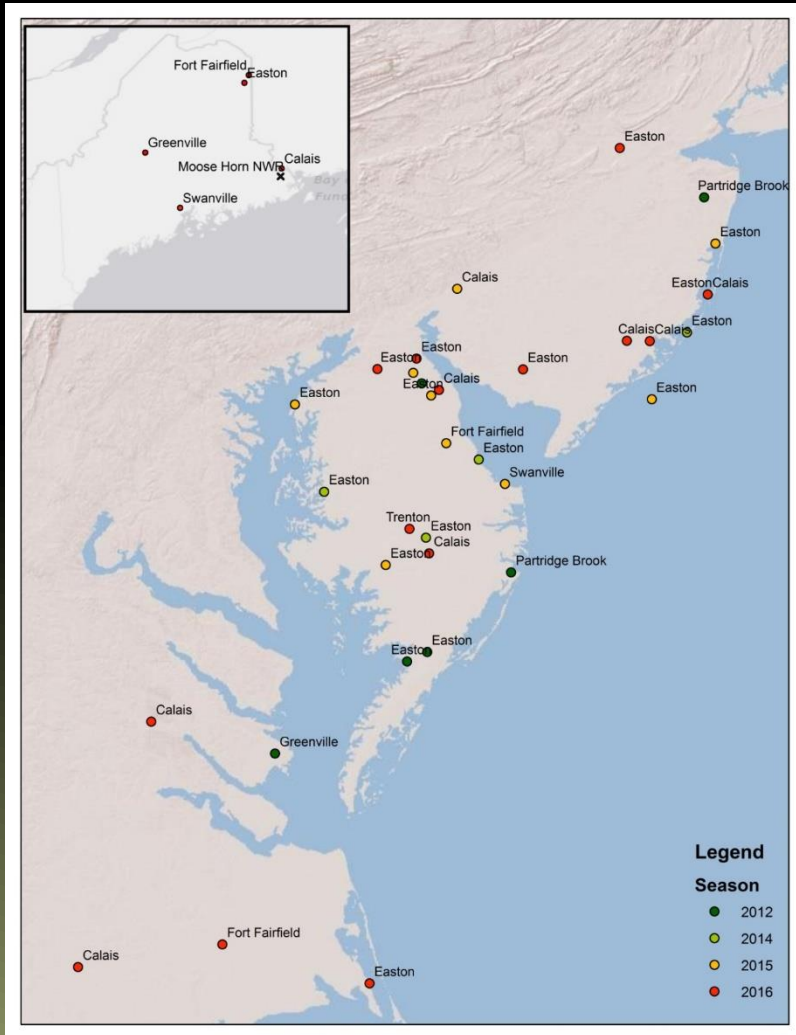 Fort Fairfield
Easton
Greenville
Moose Horn NWR
Calais
Swanville
Easton
Partridge Brook
Easton
Calais
EastonCalais
Easton
CalaisCalais
Easton
Easton
Easton
Easton
Calais
Easton
Easton
Fort Fairfield
Easton
Swanville
Easton
Trenton
Easton
Calais
Easton
Partridge Brook
Easton
Easton
Calais
Greenville
Fort Fairfield
Calais
Easton
Legend
Season
2012
2014
2015
2016